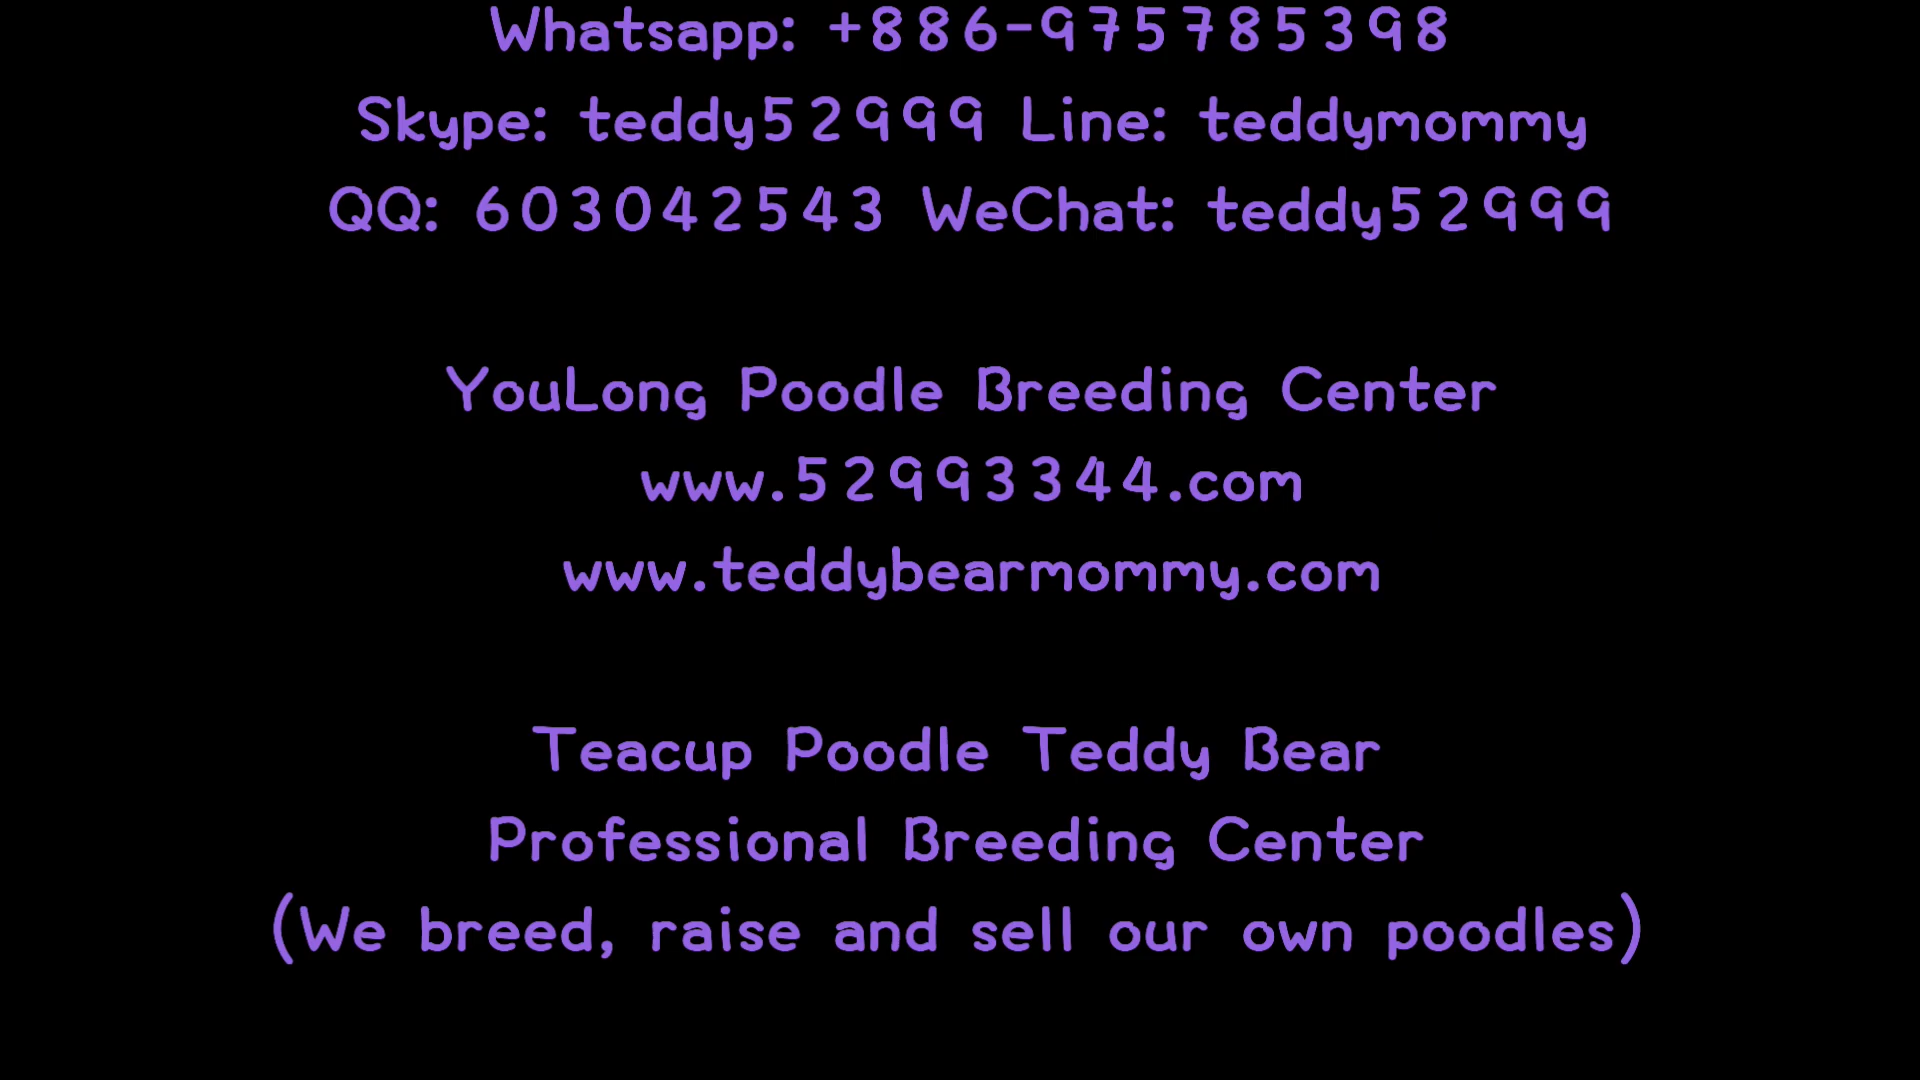 Whatsapp: +886-975785398
Skype: teddy52999 Line: teddymommy
QQ: 603042543 WeChat: teddy52999
YouLong Poodle Breeding Center
www.52993344.com
www.teddybearmommy.com
Teacup Poodle Teddy Bear
Professional Breeding Center
(We breed, raise and sell our own poodles)